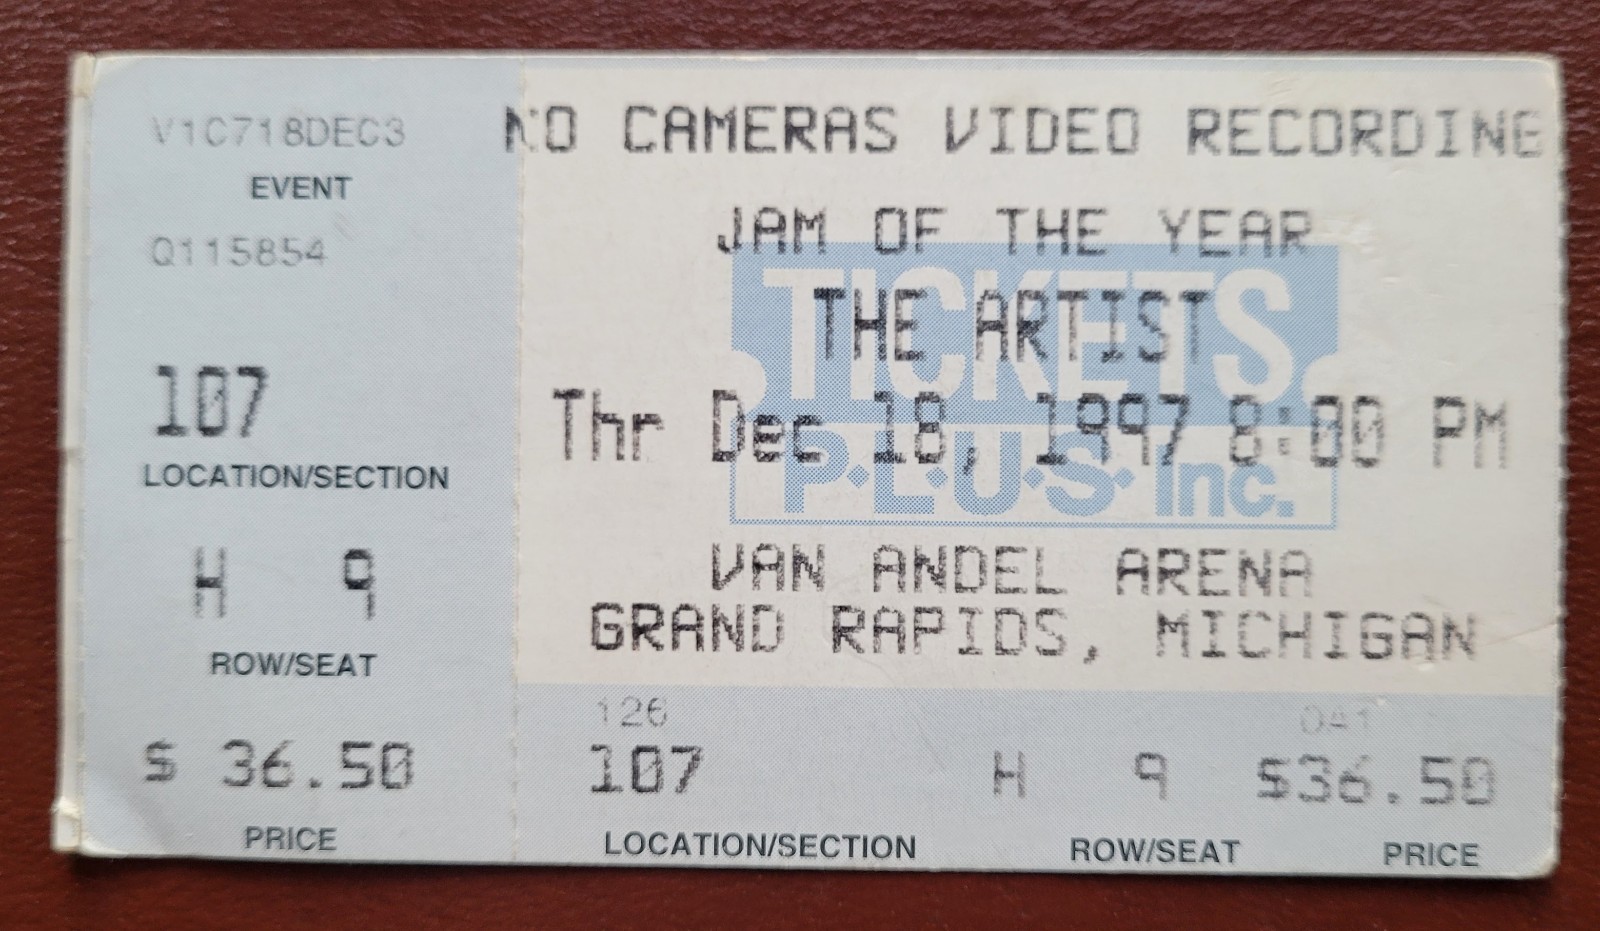 V1C718DEC3
EVENT
Q115854
107
LOCATION/SECTION
H 9
ROW/SEAT
$ 36.50
PRICE
NO CAMERAS VIDEO RECORDING
JAM OF THE YEAR
TICKETS
THE ARTIST
Thr Dec 18, 1997 8:00 PM
P·L·U·S· Inc.
VAN ANDEL ARENA
GRAND RAPIDS, MICHIGAN
126 0A1
107 H 9 $36.50
LOCATION/SECTION ROW/SEAT PRICE